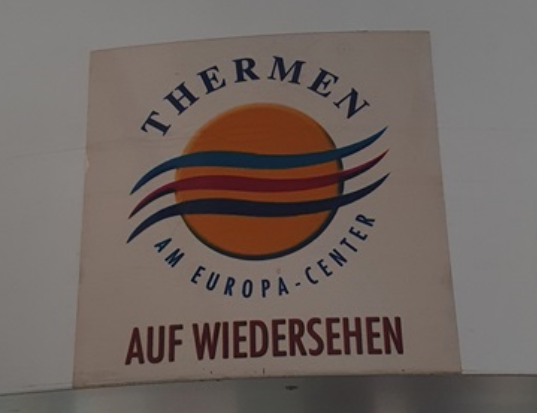 THERMEN
AM EUROPA-CENTER
AUF WIEDERSEHEN